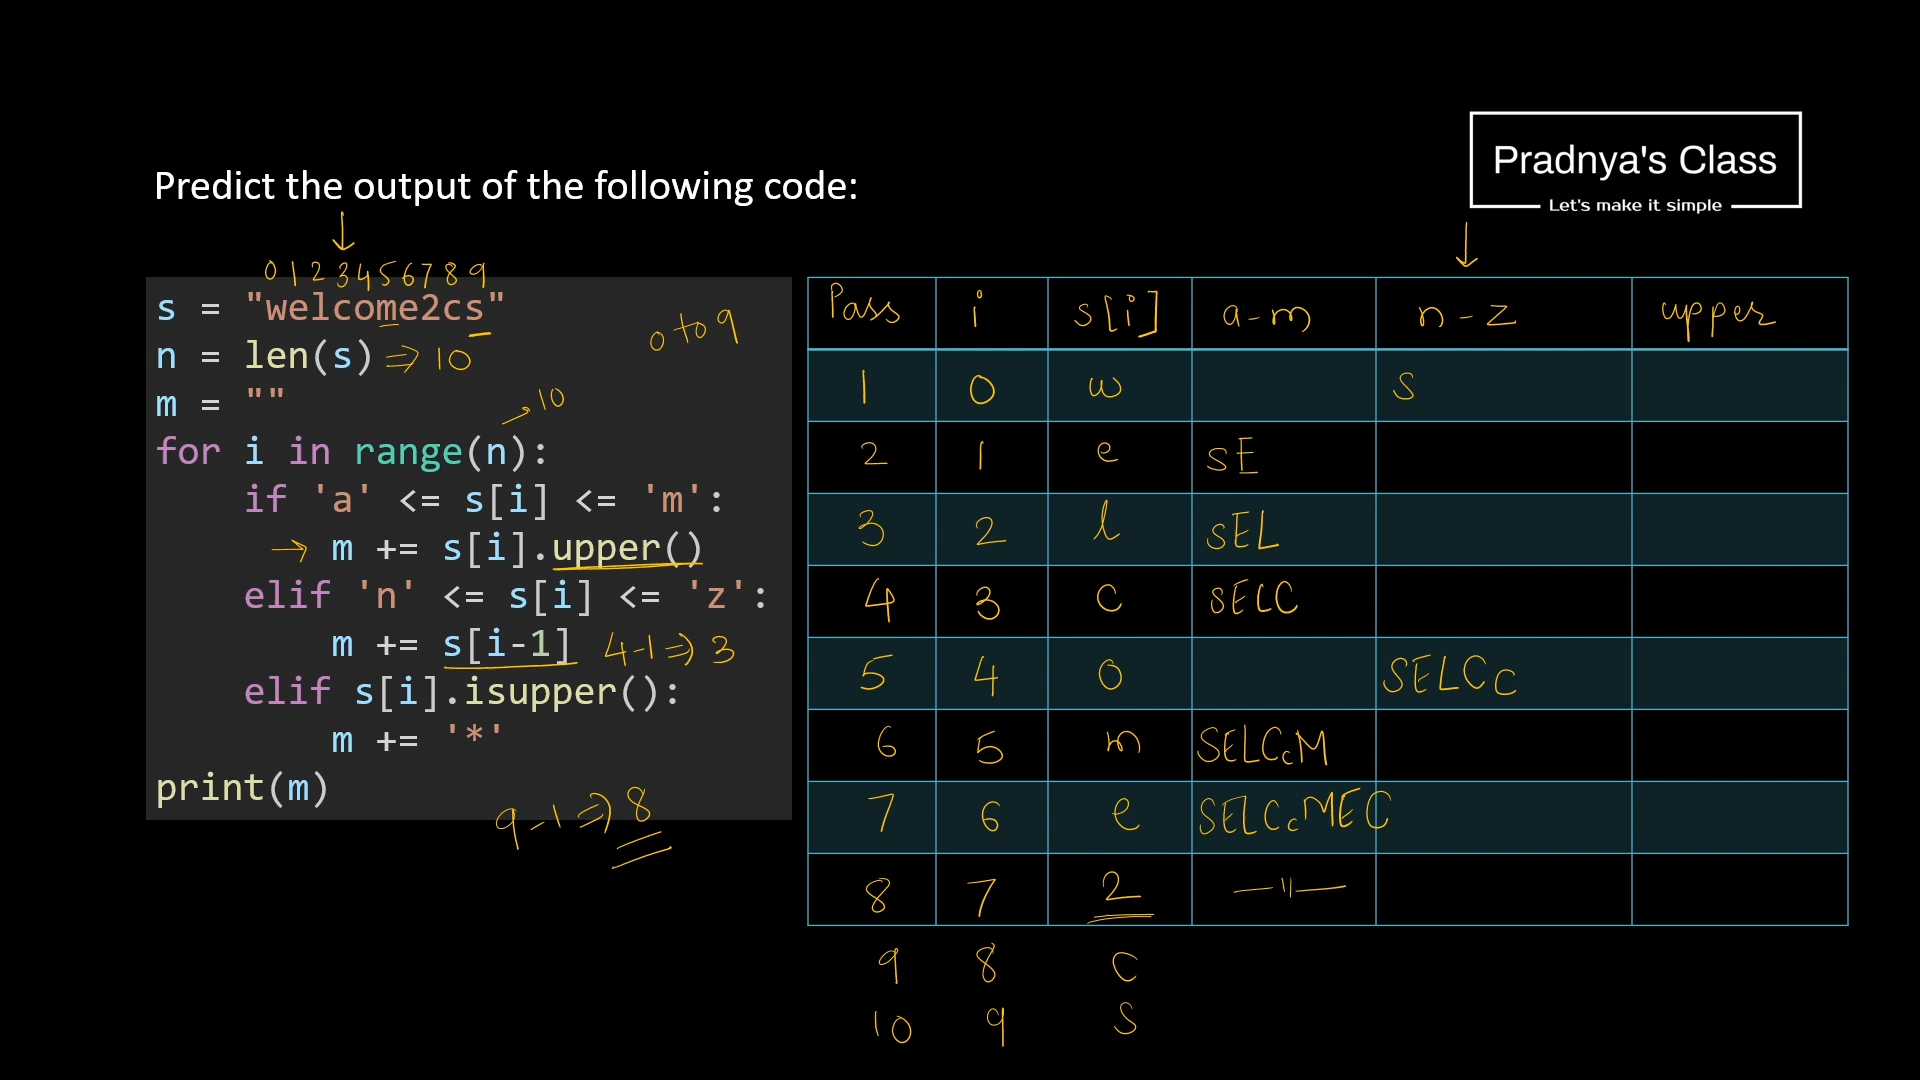 Pradnya's Class
Let's make it simple
Predict the output of the following code:
0 1 2 3 4 5 6 7 8 9
s = "welcome2cs"
0 to 9
n = len(s) => 10
m = ""
→ 10
for i in range(n):
if 'a' <= s[i] <= 'm':
→ m += s[i].upper()
elif 'n' <= s[i] <= 'z':
m += s[i-1] 4-1 => 3
elif s[i].isupper():
m += '*'
print(m)
9-1 => 8
Pass i s[i] a-m n-z upper
1 0 w s
2 1 e sE
3 2 l sEL
4 3 c sELC
5 4 o SELCc
6 5 m SELCcM
7 6 e SELCcMEC
8 7 2 —"—
9 8 c
10 9 s